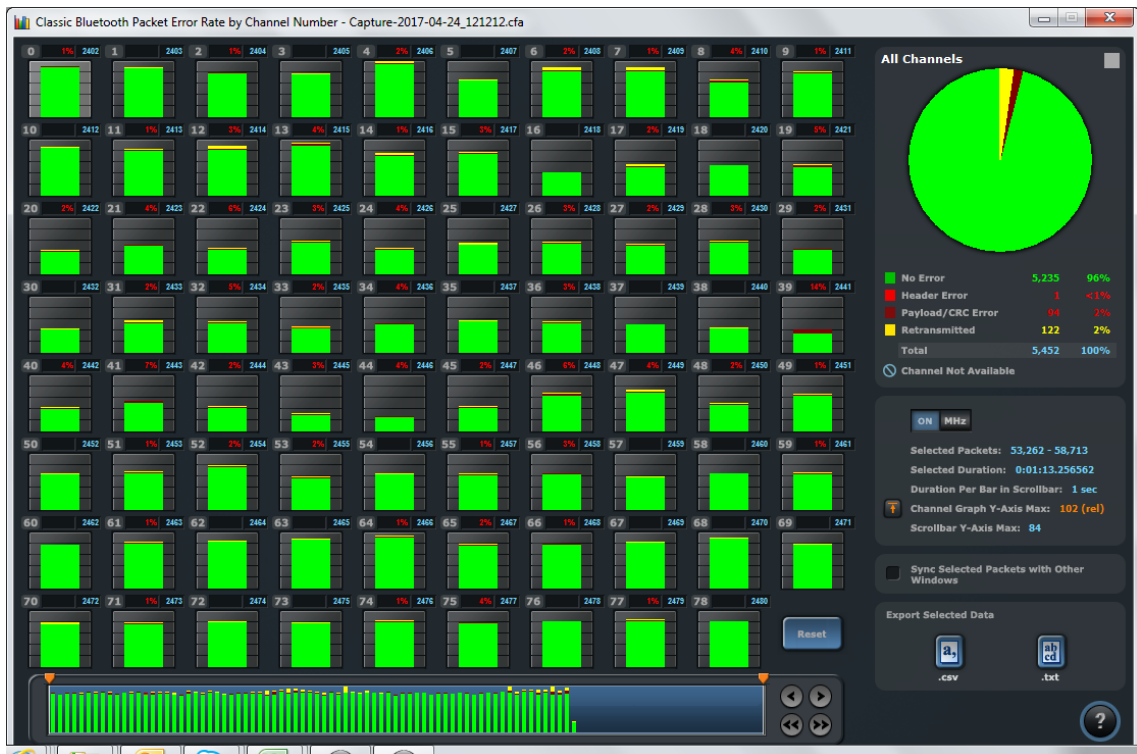 Classic Bluetooth Packet Error Rate by Channel Number - Capture-2017-04-24_121212.cfa
0 1% 2402 1 2403 2 1% 2404 3 2405 4 2% 2406 5 2407 6 2% 2408 7 1% 2409 8 4% 2410 9 1% 2411
10 2412 11 1% 2413 12 3% 2414 13 4% 2415 14 1% 2416 15 3% 2417 16 2418 17 2% 2419 18 2420 19 5% 2421
20 2% 2422 21 4% 2423 22 6% 2424 23 3% 2425 24 4% 2426 25 2427 26 3% 2428 27 2% 2429 28 3% 2430 29 2% 2431
30 2432 31 2% 2433 32 5% 2434 33 2% 2435 34 4% 2436 35 2437 36 3% 2438 37 2439 38 2440 39 14% 2441
40 4% 2442 41 7% 2443 42 2% 2444 43 3% 2445 44 4% 2446 45 2% 2447 46 6% 2448 47 4% 2449 48 2% 2450 49 1% 2451
50 2452 51 1% 2453 52 2% 2454 53 2% 2455 54 2456 55 1% 2457 56 3% 2458 57 2459 58 2460 59 1% 2461
60 2462 61 1% 2463 62 2464 63 2465 64 1% 2466 65 2467 66 1% 2468 67 2469 68 2470 69 2471
70 2472 71 1% 2473 72 2474 73 2475 74 1% 2476 75 4% 2477 76 2478 77 1% 2479 78 2480
Reset
All Channels
No Error 5,235 96%
Header Error 1 <1%
Payload/CRC Error 94 2%
Retransmitted 122 2%
Total 5,452 100%
Channel Not Available
ON MHz
Selected Packets: 53,262 - 58,713
Selected Duration: 0:01:13.256562
Duration Per Bar in Scrollbar: 1 sec
Channel Graph Y-Axis Max: 102 (rel)
Scrollbar Y-Axis Max: 84
Sync Selected Packets with Other
Windows
Export Selected Data
a,
ab
cd
.csv .txt
?